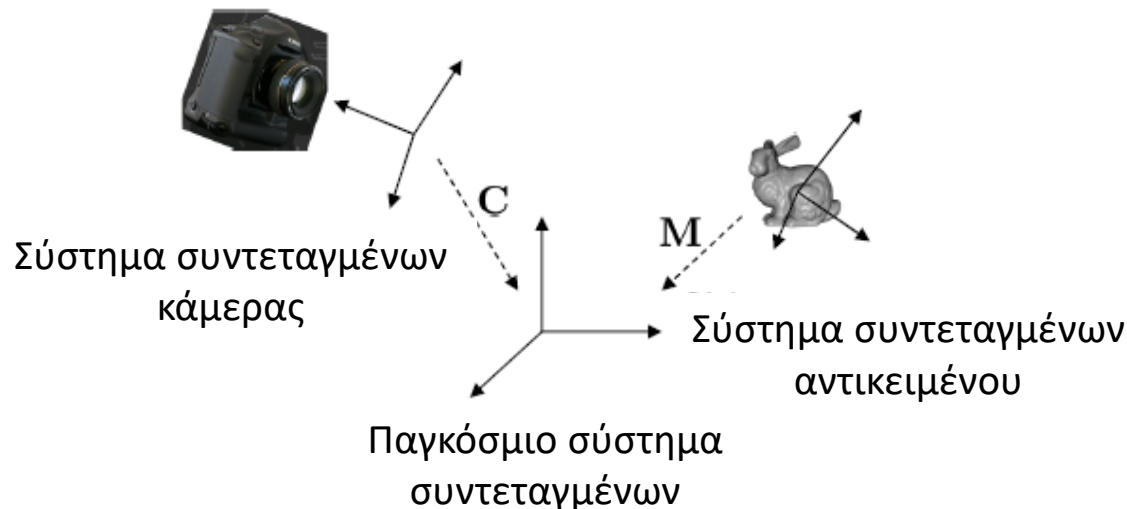 C
M
Σύστημα συντεταγμένων
κάμερας
Σύστημα συντεταγμένων
αντικειμένου
Παγκόσμιο σύστημα
συντεταγμένων